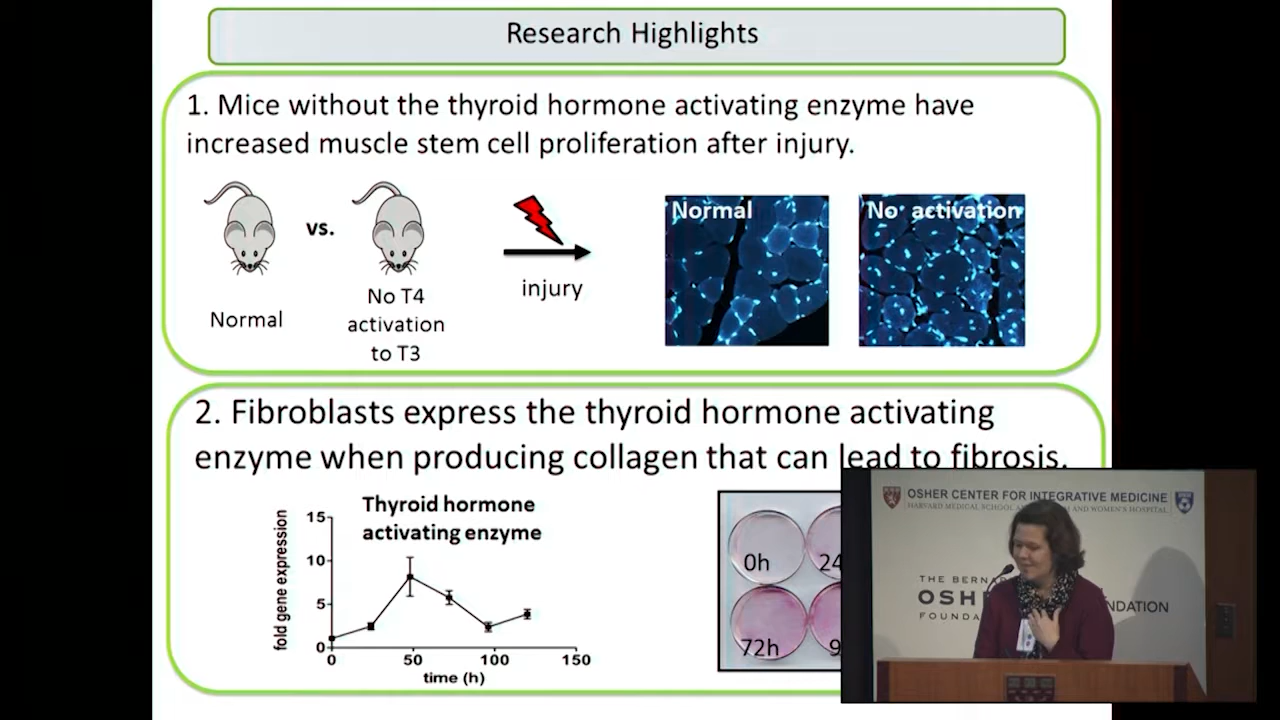 Research Highlights
1. Mice without the thyroid hormone activating enzyme have
increased muscle stem cell proliferation after injury.
vs.
Normal
No T4
activation
to T3
injury
Normal
No activation
2. Fibroblasts express the thyroid hormone activating
enzyme when producing collagen that can lead to fibrosis.
Thyroid hormone
activating enzyme
fold gene expression
15
10
5
0
0
50
100
150
time (h)
0h
24
72h
9
OSHER CENTER FOR INTEGRATIVE MEDICINE
HARVARD MEDICAL SCHOOL AND WOMEN'S HOSPITAL
THE BERNA
OSH
NDATION
FOUNDA